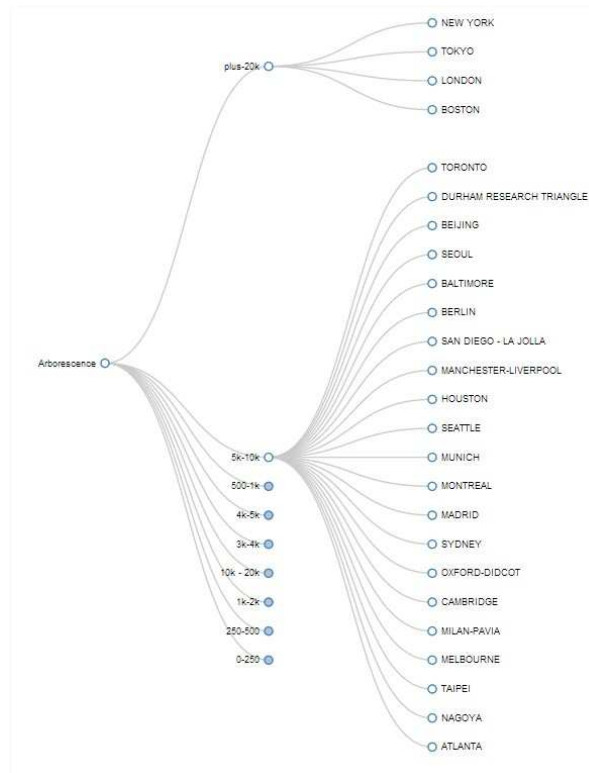 NEW YORK
plus-20k
TOKYO
LONDON
BOSTON
TORONTO
DURHAM RESEARCH TRIANGLE
BEIJING
SEOUL
BALTIMORE
BERLIN
SAN DIEGO - LA JOLLA
Arborescence
MANCHESTER-LIVERPOOL
HOUSTON
SEATTLE
5k-10k
MUNICH
500-1k
MONTREAL
4k-5k
MADRID
3k-4k
SYDNEY
10k - 20k
OXFORD-DIDCOT
1k-2k
CAMBRIDGE
250-500
MILAN-PAVIA
0-250
MELBOURNE
TAIPEI
NAGOYA
ATLANTA